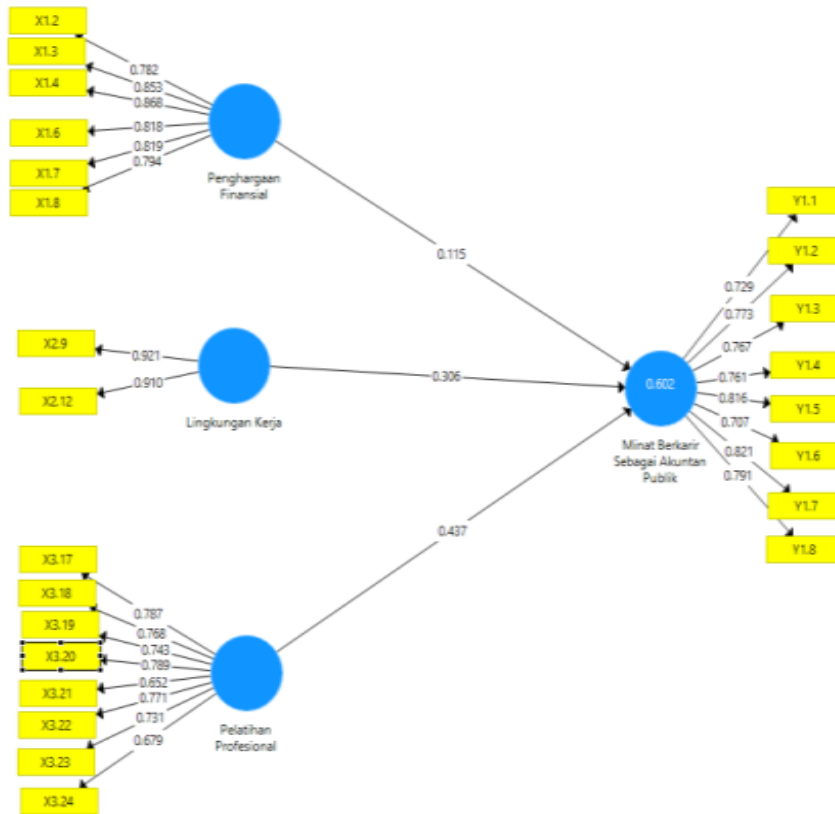 X1.2
X1.3
X1.4
X1.6
X1.7
X1.8
0.782
0.853
0.868
0.818
0.819
0.794
Penghargaan
Finansial
0.115
X2.9
X2.12
0.921
0.910
Lingkungan Kerja
0.306
X3.17
X3.18
X3.19
X3.20
X3.21
X3.22
X3.23
X3.24
0.787
0.768
0.743
0.789
0.652
0.771
0.731
0.679
Pelatihan
Profesional
0.437
0.602
Minat Berkarir
Sebagai Akuntan
Publik
0.729
0.773
0.767
0.761
0.816
0.707
0.821
0.791
Y1.1
Y1.2
Y1.3
Y1.4
Y1.5
Y1.6
Y1.7
Y1.8